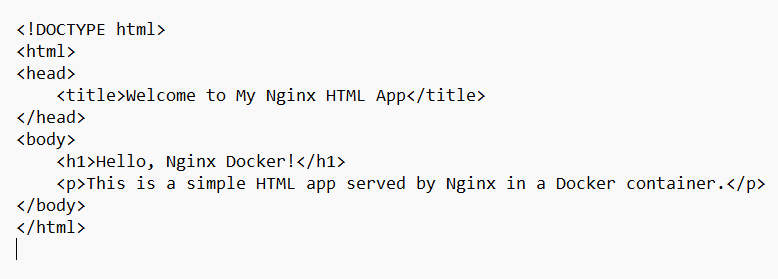 <!DOCTYPE html>
<html>
<head>
    <title>Welcome to My Nginx HTML App</title>
</head>
<body>
    <h1>Hello, Nginx Docker!</h1>
    <p>This is a simple HTML app served by Nginx in a Docker container.</p>
</body>
</html>